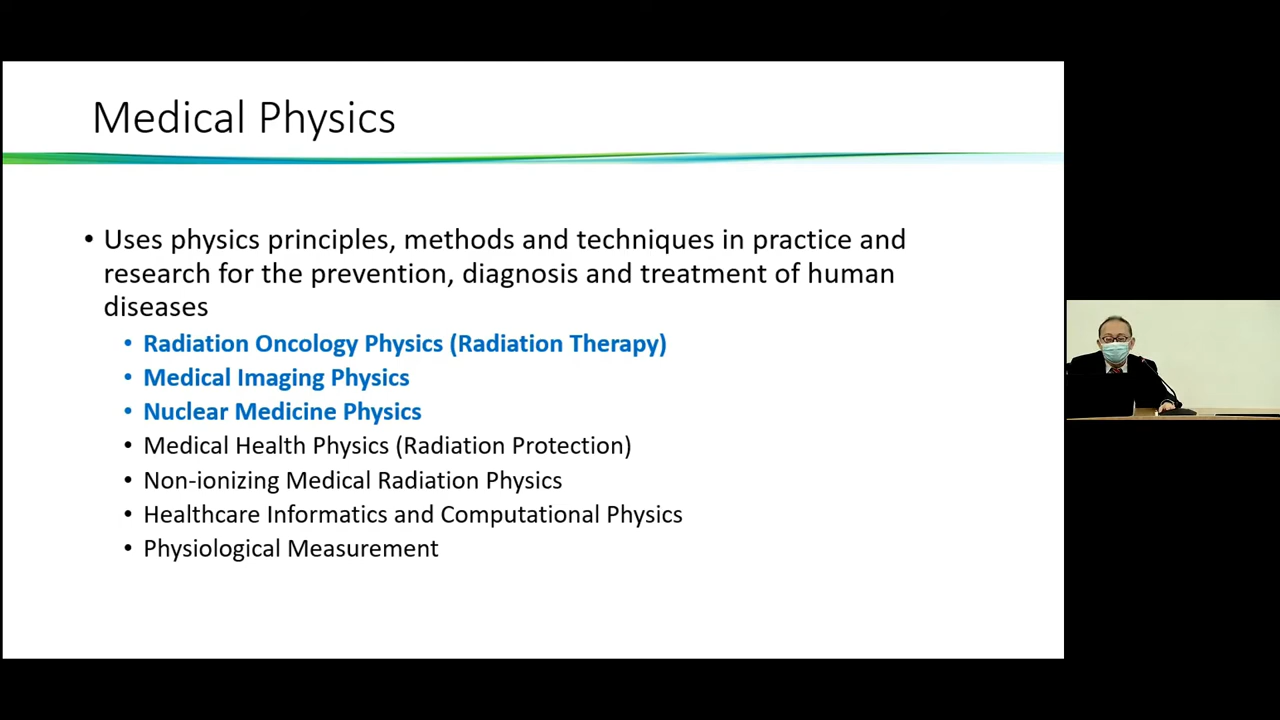 Medical Physics
• Uses physics principles, methods and techniques in practice and
research for the prevention, diagnosis and treatment of human
diseases
• Radiation Oncology Physics (Radiation Therapy)
• Medical Imaging Physics
• Nuclear Medicine Physics
• Medical Health Physics (Radiation Protection)
• Non-ionizing Medical Radiation Physics
• Healthcare Informatics and Computational Physics
• Physiological Measurement